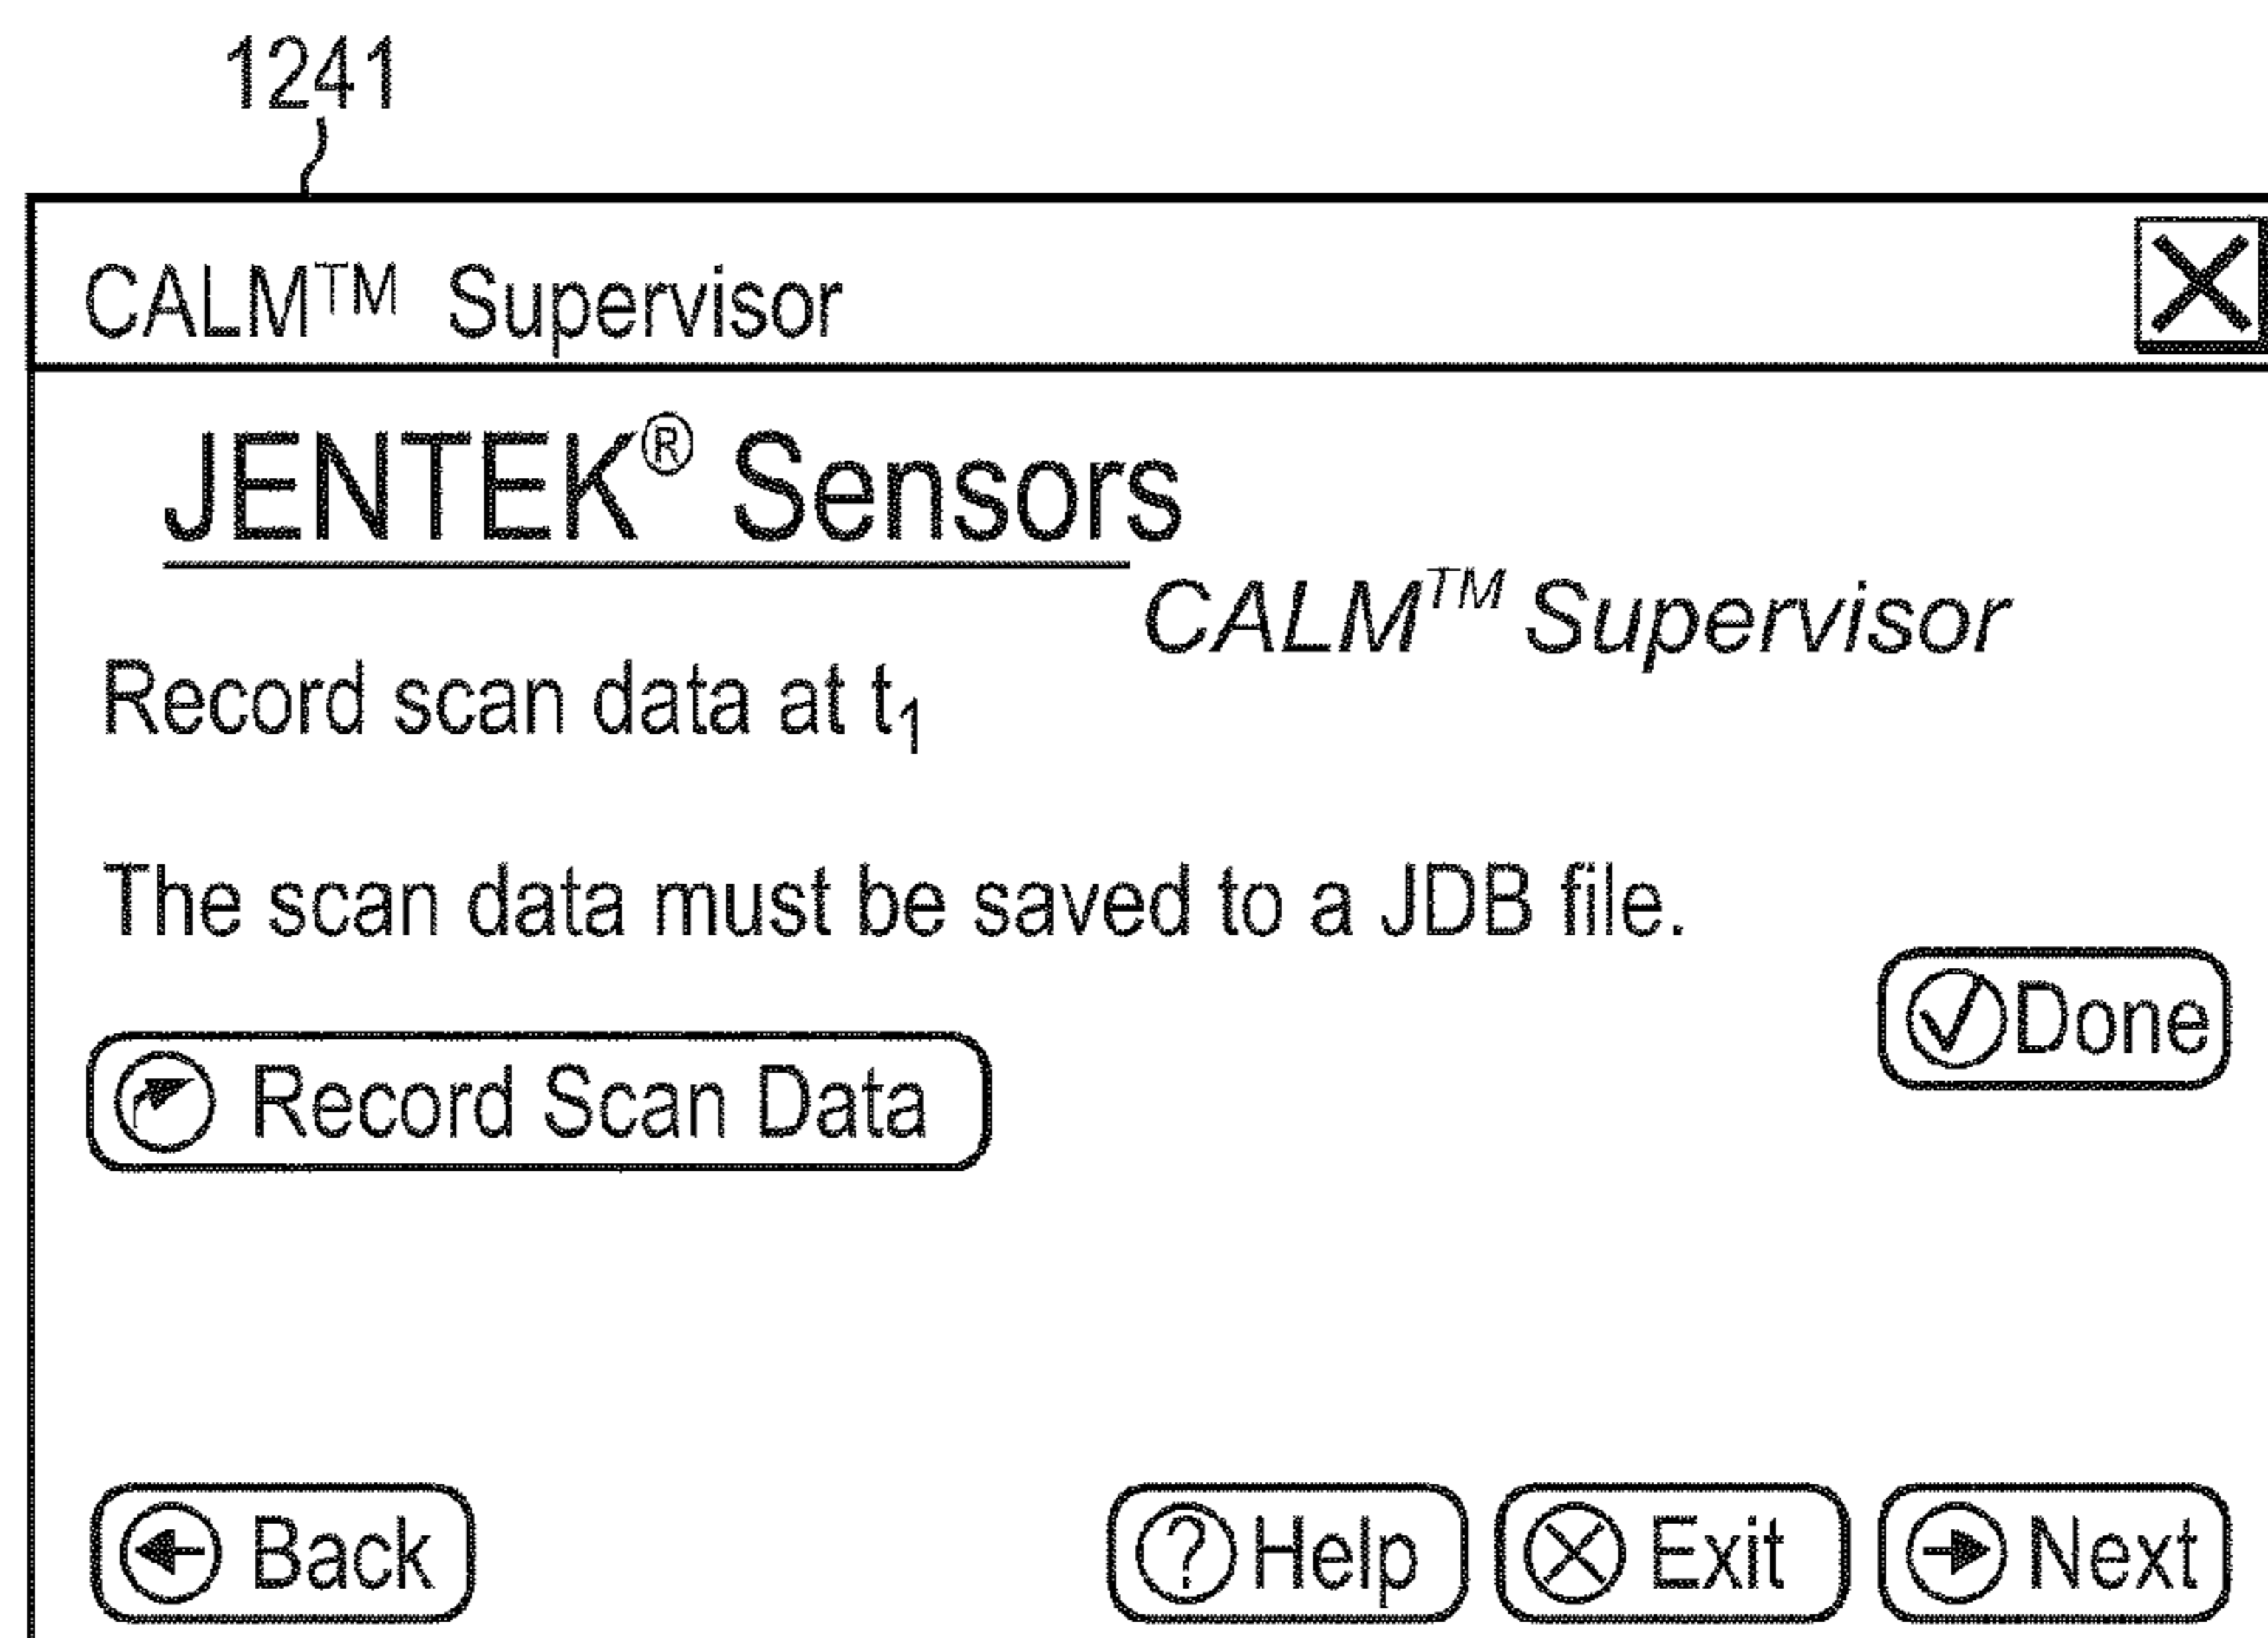 1241
CALM™ Supervisor
JENTEK® Sensors
CALM™ Supervisor
Record scan data at t₁
The scan data must be saved to a JDB file.
Done
Record Scan Data
Back
? Help
Exit
Next